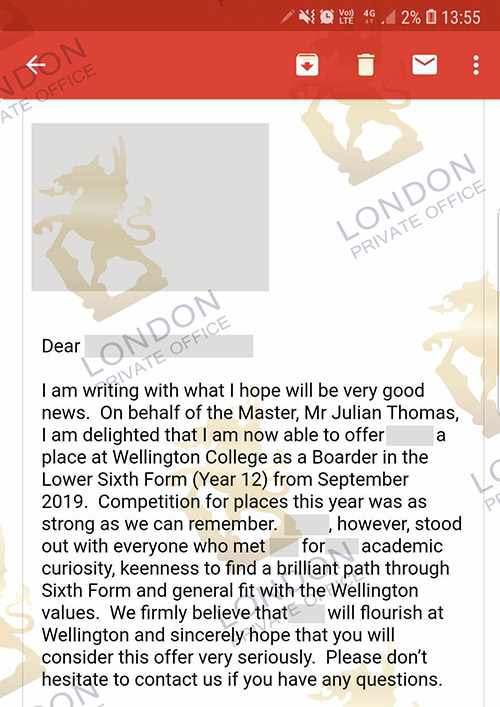 Vo)) LTE 4G 2% 13:55
LONDON
PRIVATE OFFICE
LONDON
PRIVATE OFFICE
Dear
LONDON
PRIVATE OFFICE
I am writing with what I hope will be very good
news.  On behalf of the Master, Mr Julian Thomas,
I am delighted that I am now able to offer a
place at Wellington College as a Boarder in the
Lower Sixth Form (Year 12) from September
2019.  Competition for places this year was as
strong as we can remember. , however, stood
out with everyone who met for academic
curiosity, keenness to find a brilliant path through
Sixth Form and general fit with the Wellington
values.  We firmly believe that will flourish at
Wellington and sincerely hope that you will
consider this offer very seriously.  Please don’t
hesitate to contact us if you have any questions.
LONDON
PRIVATE OFFICE